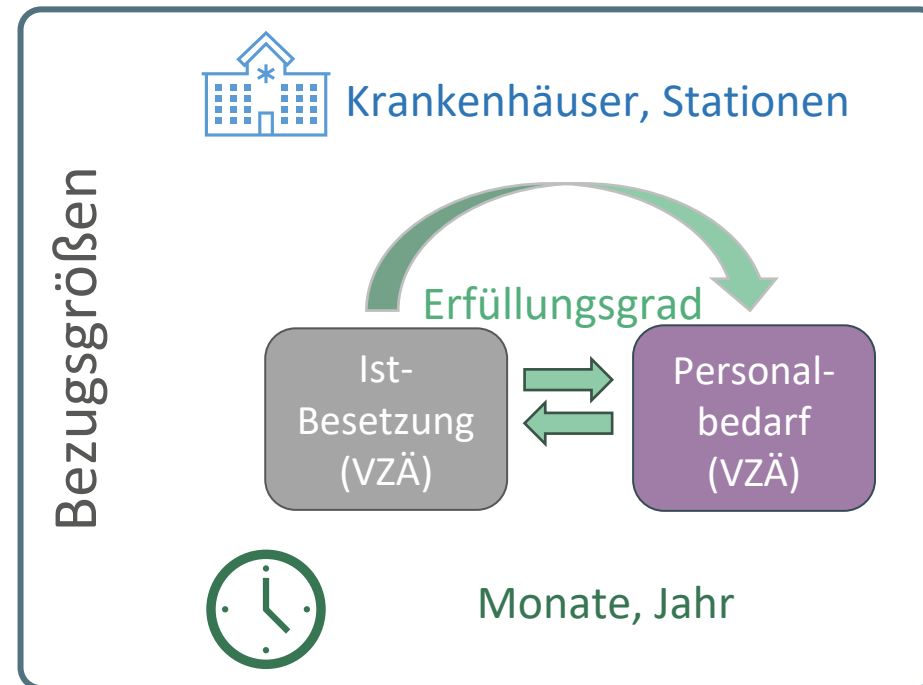 Bezugsgrößen
Krankenhäuser, Stationen
Erfüllungsgrad
Ist-
Besetzung
(VZÄ)
Personal-
bedarf
(VZÄ)
Monate, Jahr